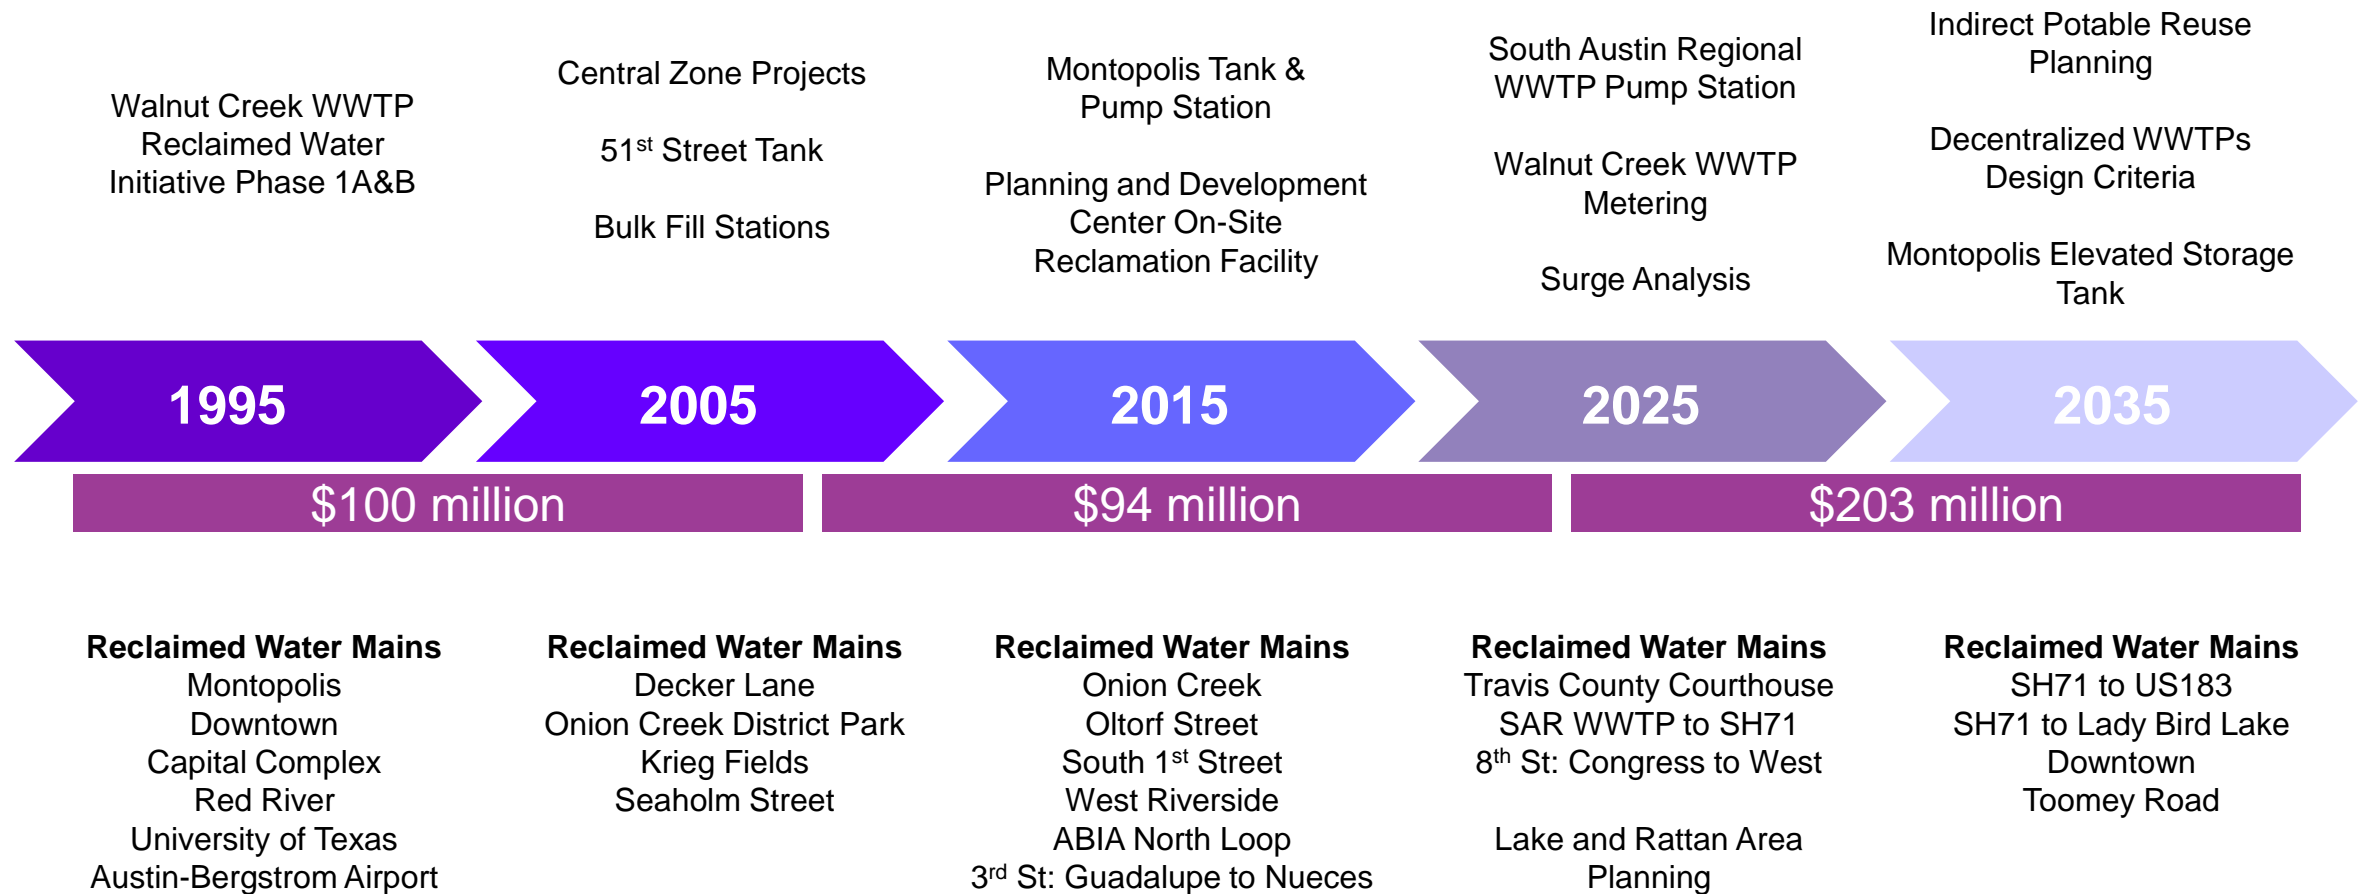 Walnut Creek WWTP
Reclaimed Water
Initiative Phase 1A&B
Central Zone Projects
51st Street Tank
Bulk Fill Stations
Montopolis Tank &
Pump Station
Planning and Development
Center On-Site
Reclamation Facility
South Austin Regional
WWTP Pump Station
Walnut Creek WWTP
Metering
Surge Analysis
Indirect Potable Reuse
Planning
Decentralized WWTPs
Design Criteria
Montopolis Elevated Storage
Tank
1995
2005
2015
2025
2035
$100 million
$94 million
$203 million
Reclaimed Water Mains
Montopolis
Downtown
Capital Complex
Red River
University of Texas
Austin-Bergstrom Airport
Reclaimed Water Mains
Decker Lane
Onion Creek District Park
Krieg Fields
Seaholm Street
Reclaimed Water Mains
Onion Creek
Oltorf Street
South 1st Street
West Riverside
ABIA North Loop
3rd St: Guadalupe to Nueces
Reclaimed Water Mains
Travis County Courthouse
SAR WWTP to SH71
8th St: Congress to West
Lake and Rattan Area
Planning
Reclaimed Water Mains
SH71 to US183
SH71 to Lady Bird Lake
Downtown
Toomey Road